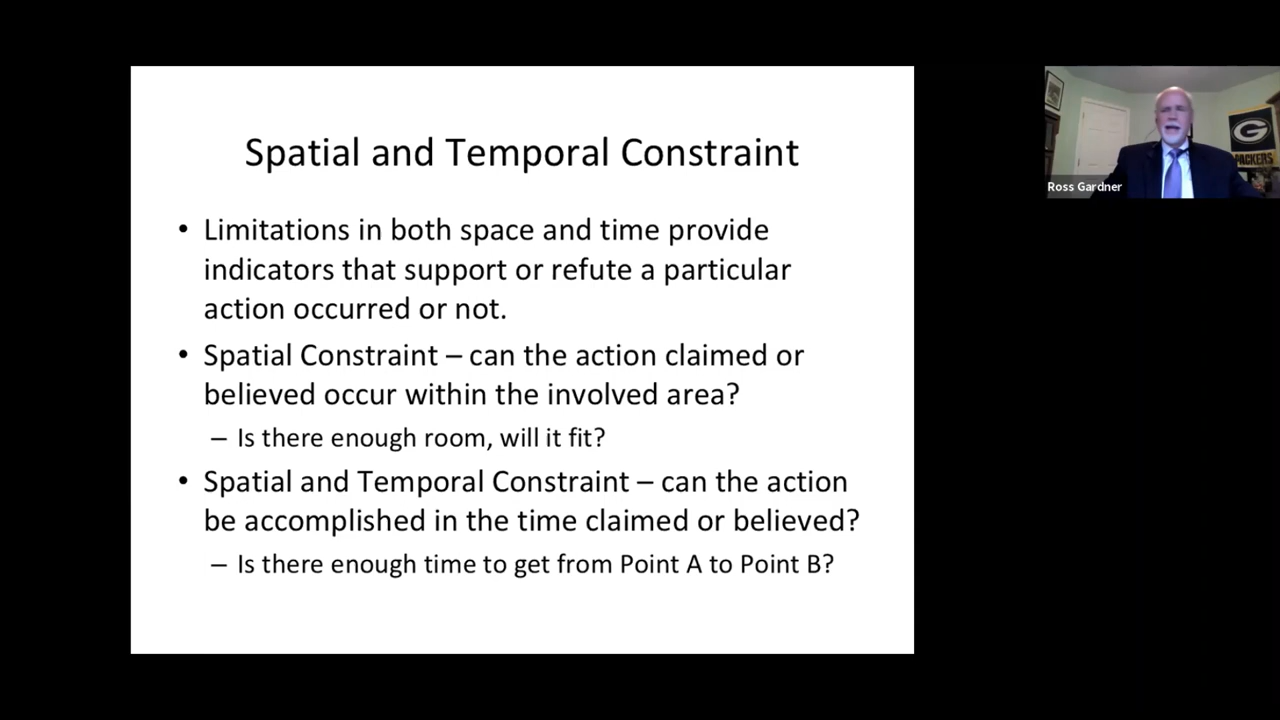 Spatial and Temporal Constraint
• Limitations in both space and time provide
indicators that support or refute a particular
action occurred or not.
• Spatial Constraint – can the action claimed or
believed occur within the involved area?
– Is there enough room, will it fit?
• Spatial and Temporal Constraint – can the action
be accomplished in the time claimed or believed?
– Is there enough time to get from Point A to Point B?
G
PACKERS
Ross Gardner